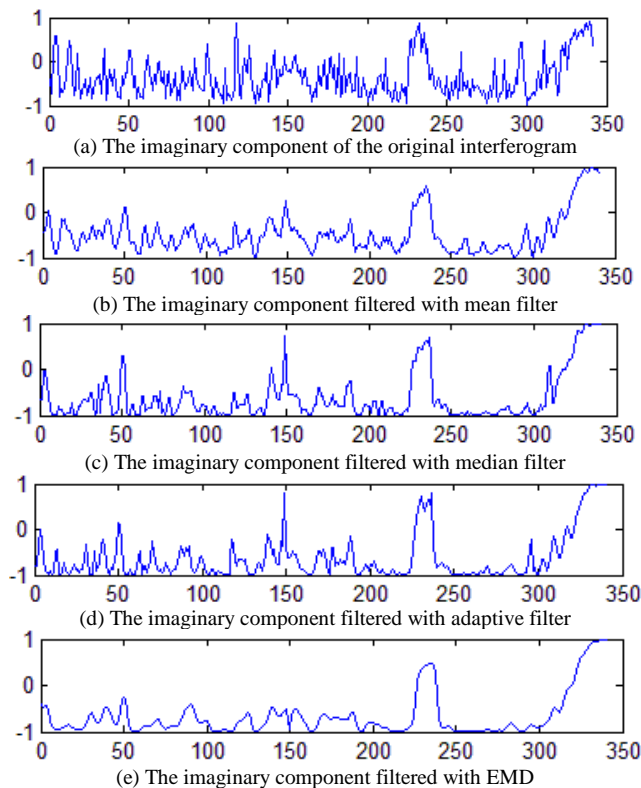 1
0
-1
0 50 100 150 200 250 300 350
(a) The imaginary component of the original interferogram
1
0
-1
0 50 100 150 200 250 300 350
(b) The imaginary component filtered with mean filter
1
0
-1
0 50 100 150 200 250 300 350
(c) The imaginary component filtered with median filter
1
0
-1
0 50 100 150 200 250 300 350
(d) The imaginary component filtered with adaptive filter
1
0
-1
0 50 100 150 200 250 300 350
(e) The imaginary component filtered with EMD